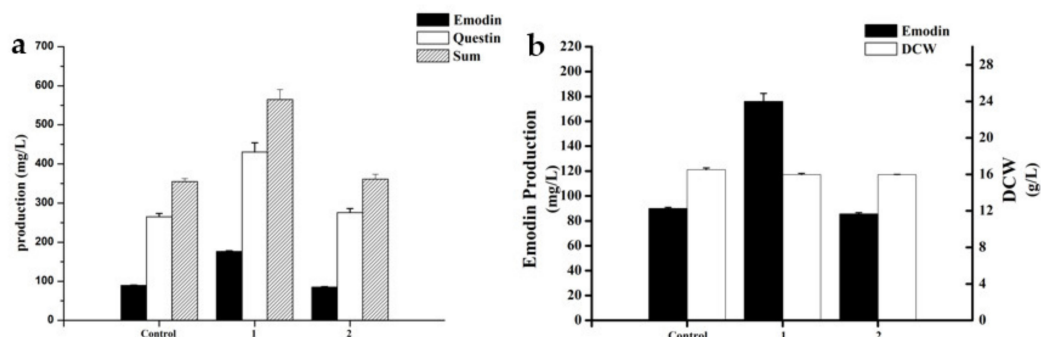 a
Emodin
Questin
Sum
production (mg/L)
700
600
500
400
300
200
100
0
Control
1
2
b
Emodin
DCW
Emodin Production
(mg/L)
220
200
180
160
140
120
100
80
60
40
20
0
28
24
20
16
12
8
4
0
DCW
(g/L)
Control
1
2